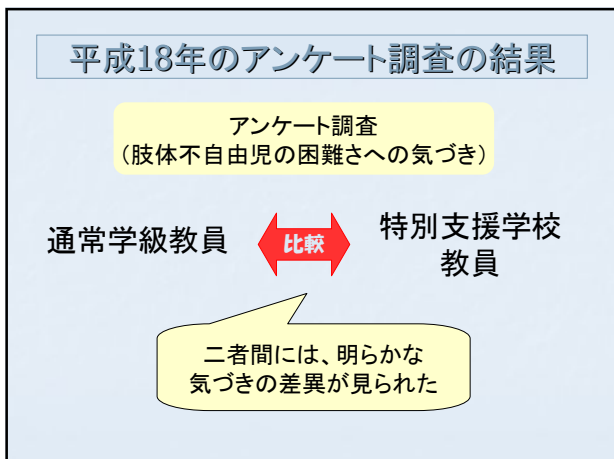 平成18年のアンケート調査の結果
アンケート調査
(肢体不自由児の困難さへの気づき)
通常学級教員
比較
特別支援学校
教員
二者間には、明らかな
気づきの差異が見られた